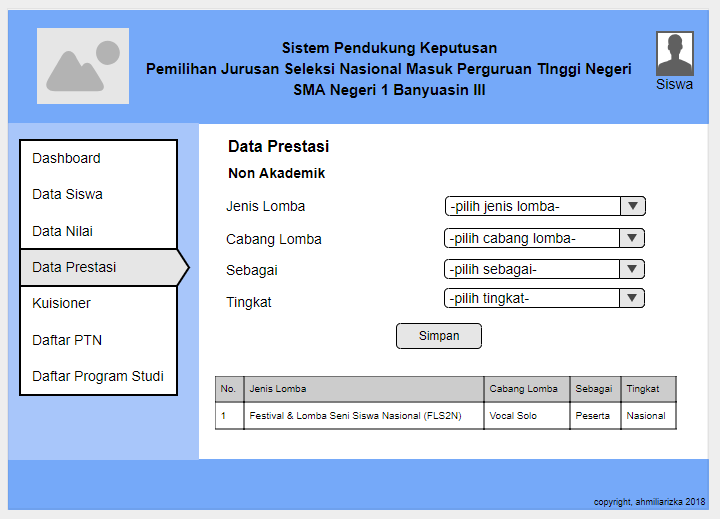 Sistem Pendukung Keputusan
Pemilihan Jurusan Seleksi Nasional Masuk Perguruan TInggi Negeri
SMA Negeri 1 Banyuasin III
Siswa
Dashboard
Data Siswa
Data Nilai
Data Prestasi
Kuisioner
Daftar PTN
Daftar Program Studi
Data Prestasi
Non Akademik
Jenis Lomba -pilih jenis lomba-
Cabang Lomba -pilih cabang lomba-
Sebagai -pilih sebagai-
Tingkat -pilih tingkat-
Simpan
No. Jenis Lomba Cabang Lomba Sebagai Tingkat
1 Festival & Lomba Seni Siswa Nasional (FLS2N) Vocal Solo Peserta Nasional
copyright, ahmiliarizka 2018